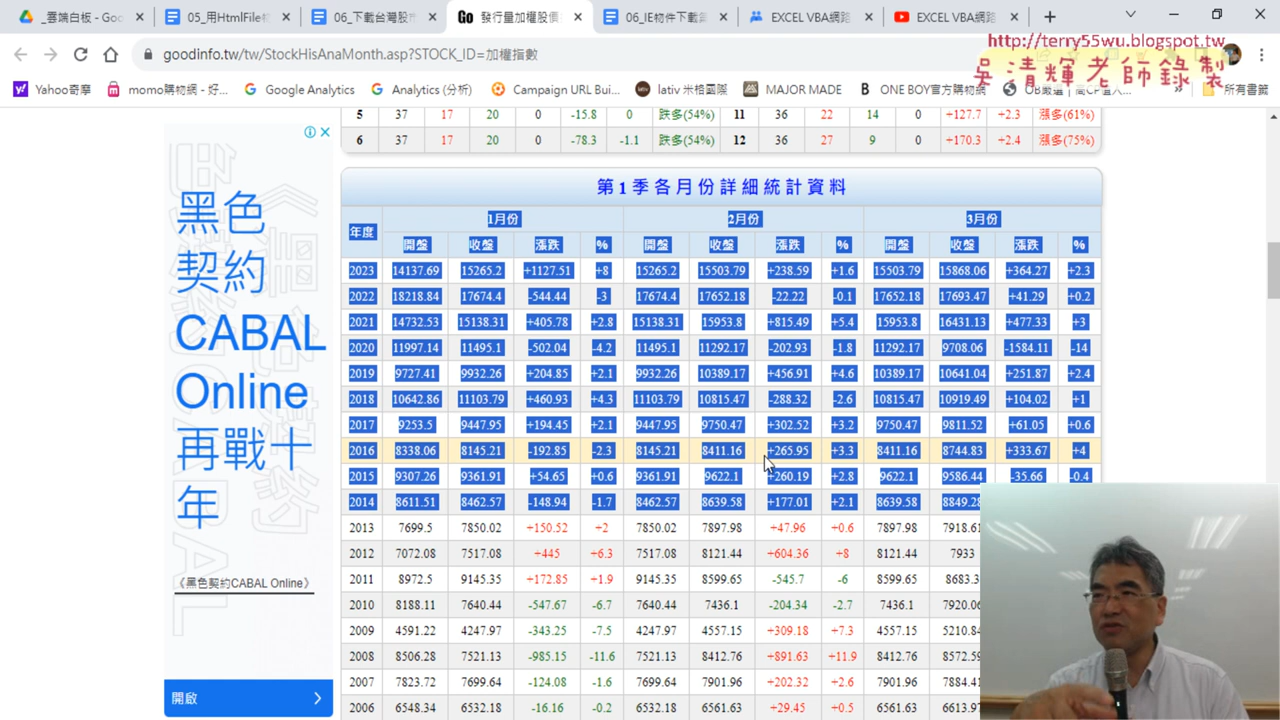 _雲端白板 - Goo
05_用HtmlFile物
06_下載台灣股市
發行量加權股價
06_IE物件下載
EXCEL VBA網路
EXCEL VBA網路
http://terry55wu.blogspot.tw
吳清輝老師錄製
goodinfo.tw/tw/StockHisAnaMonth.asp?STOCK_ID=加權指數
Yahoo奇摩
momo購物網 - 好...
Google Analytics
Analytics (分析)
Campaign URL Bui...
lativ 米格國際
MAJOR MADE
ONE BOY官方購物網
所有書籤
5 37 17 20 0 -15.8 0 跌多(54%) 11 36 22 14 0 +127.7 +2.3 漲多(61%)
6 37 17 20 0 -78.3 -1.1 跌多(54%) 12 36 27 9 0 +170.3 +2.4 漲多(75%)
第1季各月份詳細統計資料
年度 1月份 2月份 3月份
開盤 收盤 漲跌 % 開盤 收盤 漲跌 % 開盤 收盤 漲跌 %
2023 14137.69 15265.2 +1127.51 +8 15265.2 15503.79 +238.59 +1.6 15503.79 15868.06 +364.27 +2.3
2022 18218.84 17674.4 -544.44 -3 17674.4 17652.18 -22.22 -0.1 17652.18 17693.47 +41.29 +0.2
2021 14732.53 15138.31 +405.78 +2.8 15138.31 15953.8 +815.49 +5.4 15953.8 16431.13 +477.33 +3
2020 11997.14 11495.1 -502.04 -4.2 11495.1 11292.17 -202.93 -1.8 11292.17 9708.06 -1584.11 -14
2019 9727.41 9932.26 +204.85 +2.1 9932.26 10389.17 +456.91 +4.6 10389.17 10641.04 +251.87 +2.4
2018 10642.86 11103.79 +460.93 +4.3 11103.79 10815.47 -288.32 -2.6 10815.47 10919.49 +104.02 +1
2017 9253.5 9447.95 +194.45 +2.1 9447.95 9750.47 +302.52 +3.2 9750.47 9811.52 +61.05 +0.6
2016 8338.06 8145.21 -192.85 -2.3 8145.21 8411.16 +265.95 +3.3 8411.16 8744.83 +333.67 +4
2015 9307.26 9361.91 +54.65 +0.6 9361.91 9622.1 +260.19 +2.8 9622.1 9586.44 -35.66 -0.4
2014 8611.51 8462.57 -148.94 -1.7 8462.57 8639.58 +177.01 +2.1 8639.58 8849.28
2013 7699.5 7850.02 +150.52 +2 7850.02 7897.98 +47.96 +0.6 7897.98 7918.61
2012 7072.08 7517.08 +445 +6.3 7517.08 8121.44 +604.36 +8 8121.44 7933
2011 8972.5 9145.35 +172.85 +1.9 9145.35 8599.65 -545.7 -6 8599.65 8683.3
2010 8188.11 7640.44 -547.67 -6.7 7640.44 7436.1 -204.34 -2.7 7436.1 7920.06
2009 4591.22 4247.97 -343.25 -7.5 4247.97 4557.15 +309.18 +7.3 4557.15 5210.84
2008 8506.28 7521.13 -985.15 -11.6 7521.13 8412.76 +891.63 +11.9 8412.76 8572.59
2007 7823.72 7699.64 -124.08 -1.6 7699.64 7901.96 +202.32 +2.6 7901.96 7884.41
2006 6548.34 6532.18 -16.16 -0.2 6532.18 6561.63 +29.45 +0.5 6561.63 6613.97
黑色
契約
CABAL
Online
再戰十
年
《黑色契約CABAL Online》
開啟